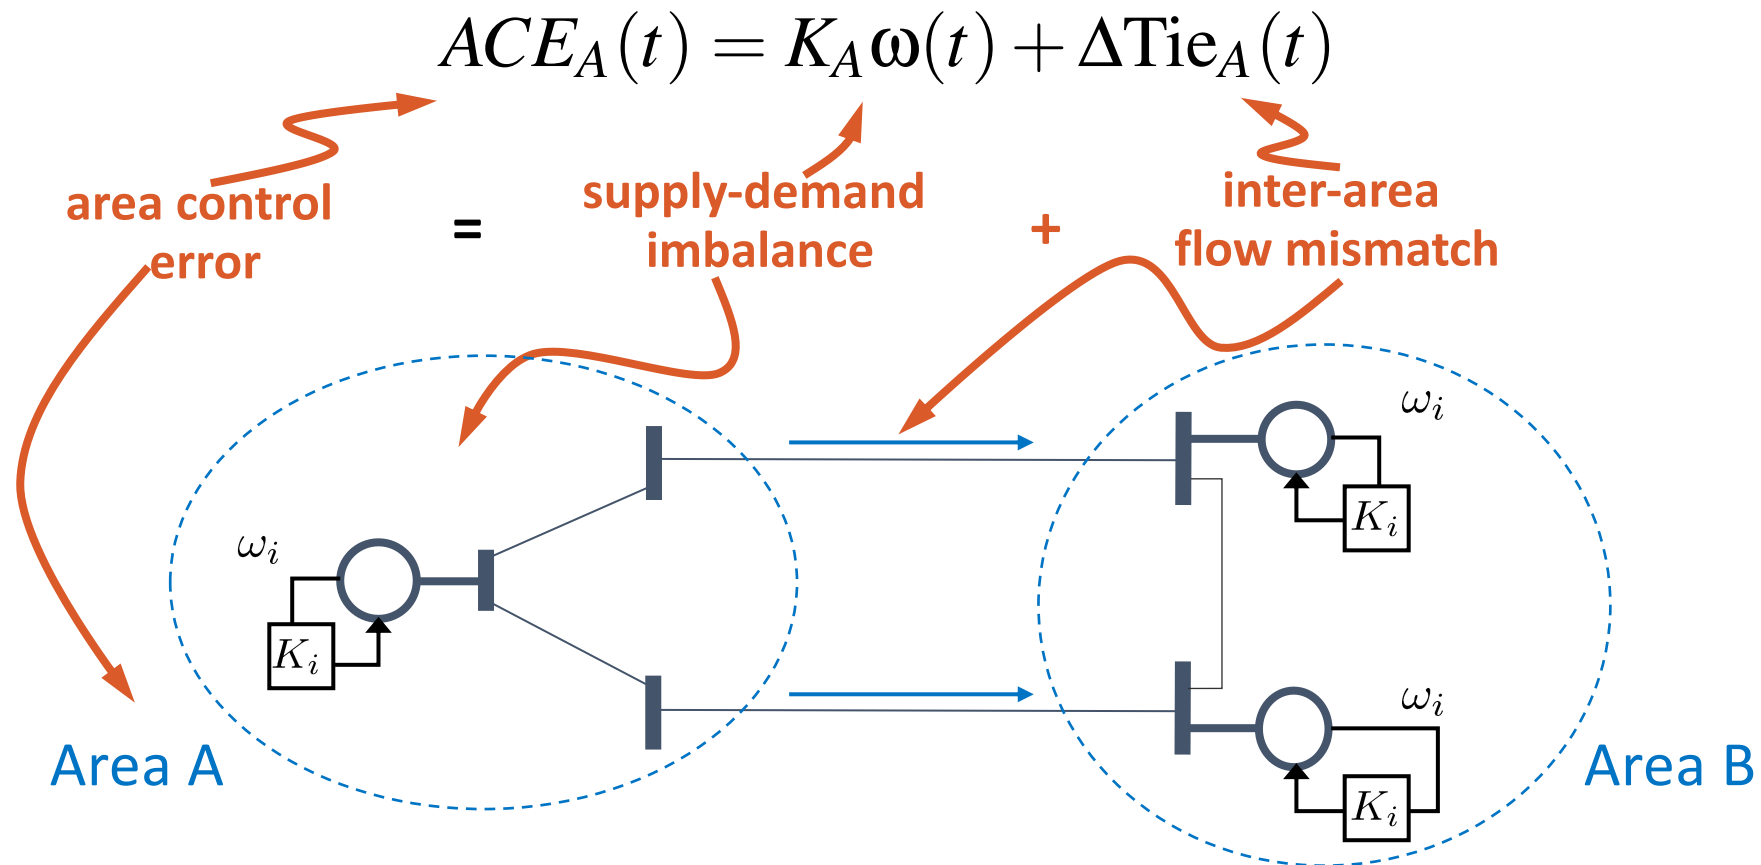 ACE_A(t) = K_A ω(t) + ΔTie_A(t)
area control
error
=
supply-demand
imbalance
+
inter-area
flow mismatch
ω_i
K_i
ω_i
K_i
ω_i
K_i
Area A
Area B